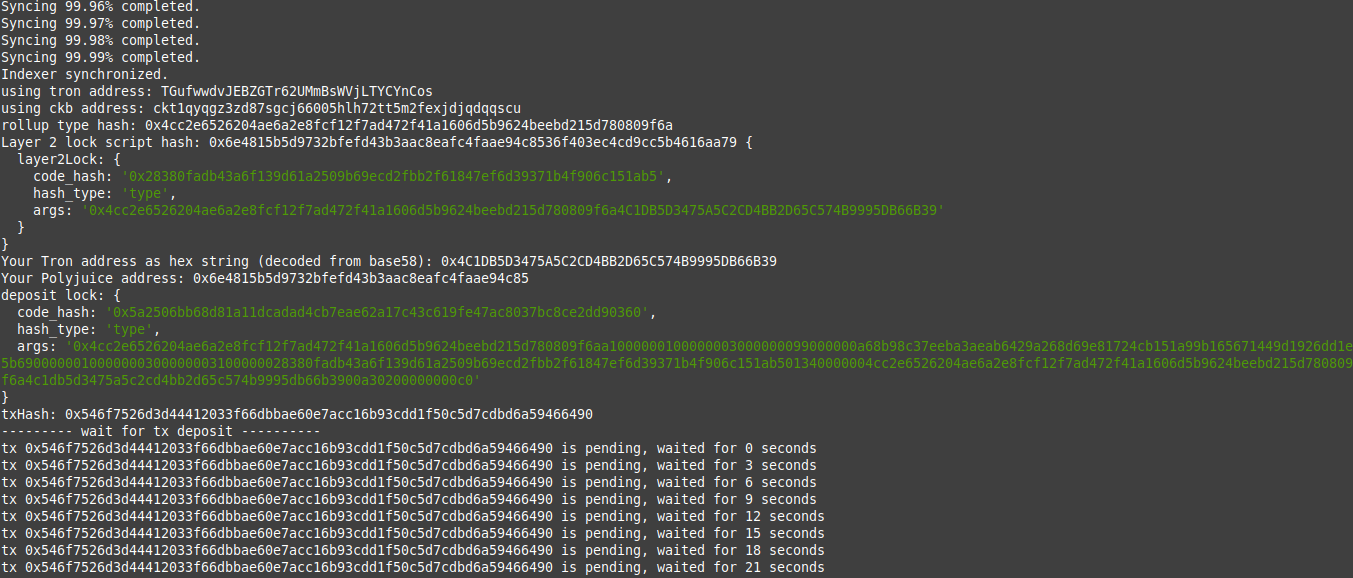 Syncing 99.96% completed.
Syncing 99.97% completed.
Syncing 99.98% completed.
Syncing 99.99% completed.
Indexer synchronized.
using tron address: TGufwwdvJEBZGTr62UMmBsWVjLTYCYnCos
using ckb address: ckt1qyqgz3zd87sgcj66005hlh72tt5m2fexjdjqdqqscu
rollup type hash: 0x4cc2e6526204ae6a2e8fcf12f7ad472f41a1606d5b9624beebd215d780809f6a
Layer 2 lock script hash: 0x6e4815b5d9732bfefd43b3aac8eafc4faae94c8536f403ec4cd9cc5b4616aa79 {
  layer2Lock: {
    code_hash: '0x28380fadb43a6f139d61a2509b69ecd2fbb2f61847ef6d39371b4f906c151ab5',
    hash_type: 'type',
    args: '0x4cc2e6526204ae6a2e8fcf12f7ad472f41a1606d5b9624beebd215d780809f6a4C1DB5D3475A5C2CD4BB2D65C574B9995DB66B39'
  }
}
Your Tron address as hex string (decoded from base58): 0x4C1DB5D3475A5C2CD4BB2D65C574B9995DB66B39
Your Polyjuice address: 0x6e4815b5d9732bfefd43b3aac8eafc4faae94c85
deposit lock: {
  code_hash: '0x5a2506bb68d81a11dcadad4cb7eae62a17c43c619fe47ac8037bc8ce2dd90360',
  hash_type: 'type',
  args: '0x4cc2e6526204ae6a2e8fcf12f7ad472f41a1606d5b9624beebd215d780809f6aa10000001000000030000000099000000a68b98c37eeba3aeab6429a268d69e81724cb151a99b165671449d1926dd1e
5b69000000010000000300000003100000028380fadb43a6f139d61a2509b69ecd2fbb2f61847ef6d39371b4f906c151ab501340000004cc2e6526204ae6a2e8fcf12f7ad472f41a1606d5b9624beebd215d780809
f6a4c1db5d3475a5c2cd4bb2d65c574b9995db66b3900a30200000000c0'
}
txHash: 0x546f7526d3d44412033f66dbbae60e7acc16b93cdd1f50c5d7cdbd6a59466490
--------- wait for tx deposit ----------
tx 0x546f7526d3d44412033f66dbbae60e7acc16b93cdd1f50c5d7cdbd6a59466490 is pending, waited for 0 seconds
tx 0x546f7526d3d44412033f66dbbae60e7acc16b93cdd1f50c5d7cdbd6a59466490 is pending, waited for 3 seconds
tx 0x546f7526d3d44412033f66dbbae60e7acc16b93cdd1f50c5d7cdbd6a59466490 is pending, waited for 6 seconds
tx 0x546f7526d3d44412033f66dbbae60e7acc16b93cdd1f50c5d7cdbd6a59466490 is pending, waited for 9 seconds
tx 0x546f7526d3d44412033f66dbbae60e7acc16b93cdd1f50c5d7cdbd6a59466490 is pending, waited for 12 seconds
tx 0x546f7526d3d44412033f66dbbae60e7acc16b93cdd1f50c5d7cdbd6a59466490 is pending, waited for 15 seconds
tx 0x546f7526d3d44412033f66dbbae60e7acc16b93cdd1f50c5d7cdbd6a59466490 is pending, waited for 18 seconds
tx 0x546f7526d3d44412033f66dbbae60e7acc16b93cdd1f50c5d7cdbd6a59466490 is pending, waited for 21 seconds